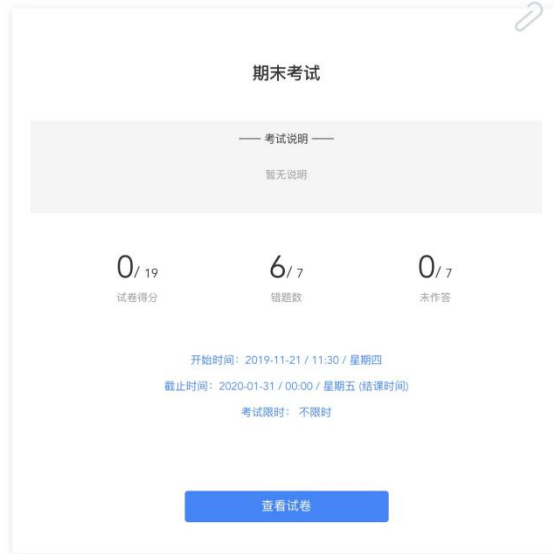 期末考试
—— 考试说明 ——
暂无说明
0/ 19
6/ 7
0/ 7
试卷得分
错题数
未作答
开始时间：2019-11-21 / 11:30 / 星期四
截止时间：2020-01-31 / 00:00 / 星期五 (结课时间)
考试限时： 不限时
查看试卷